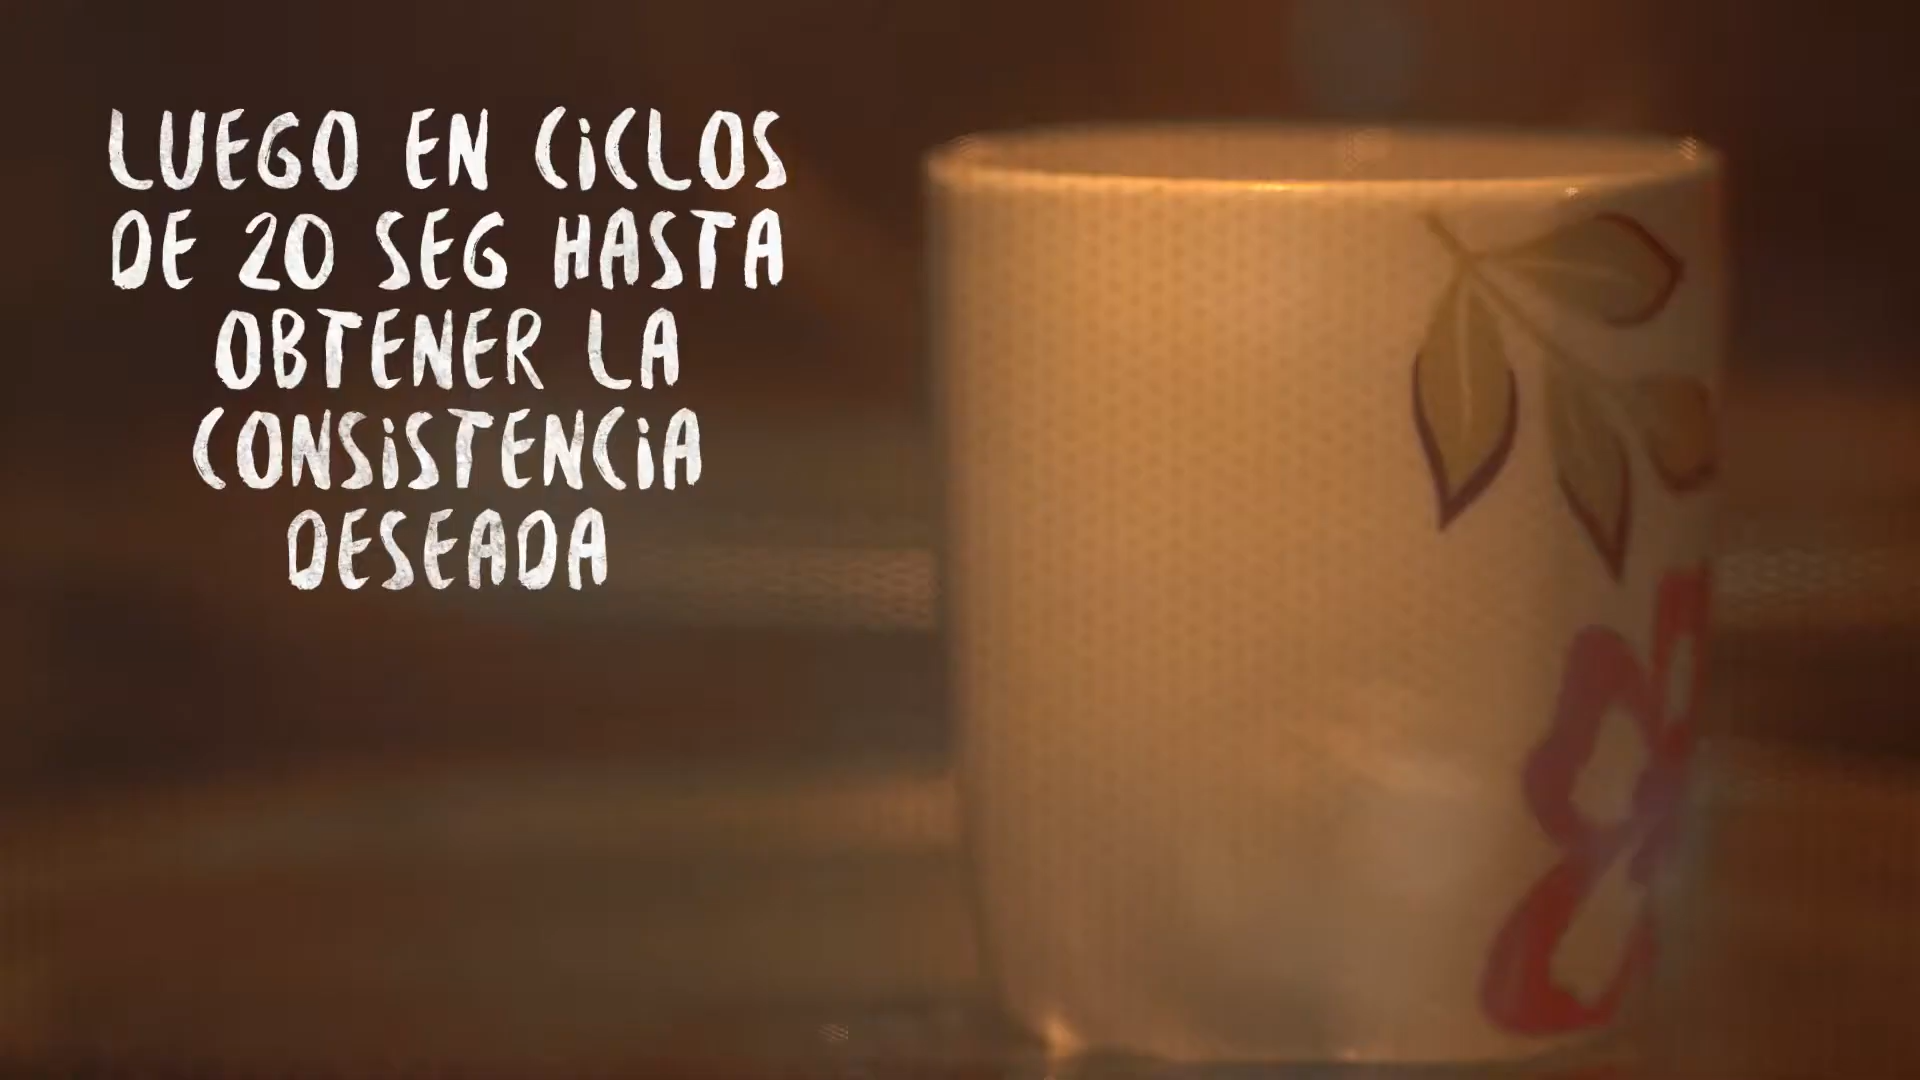 LUEGO EN CiCLOS
DE 20 SEG HASTA
OBTENER LA
CONSiSTENCiA
DESEADA